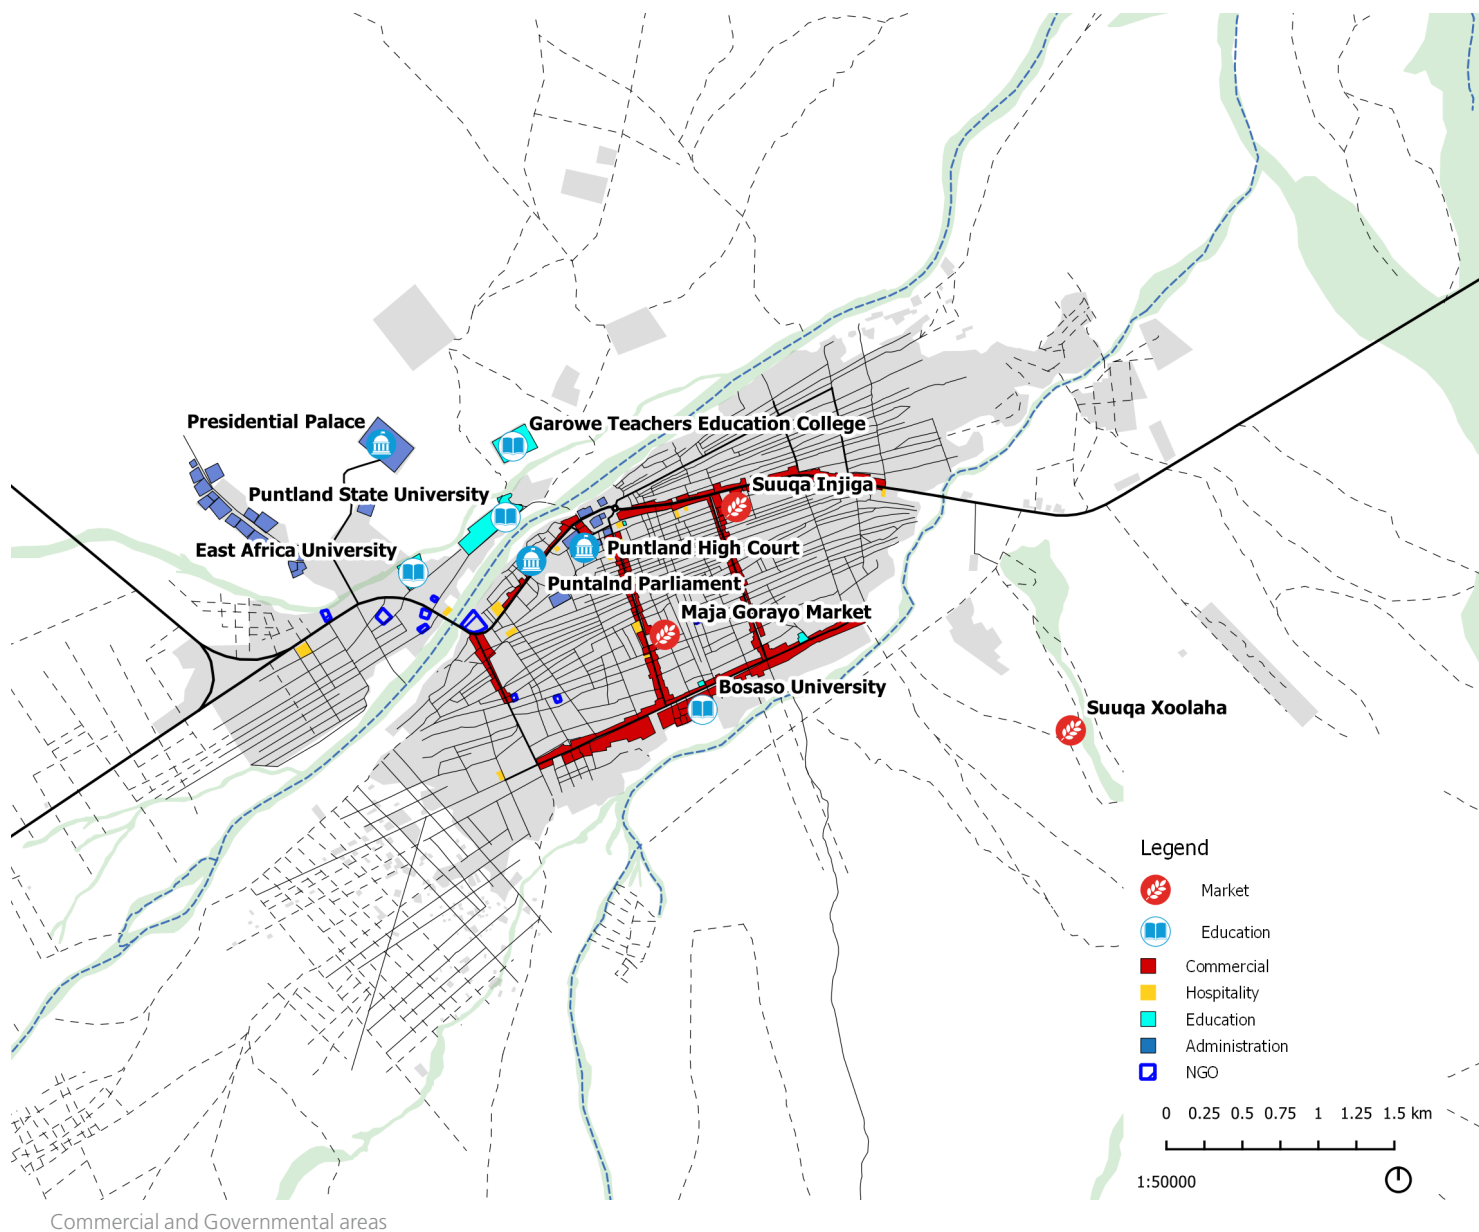 Presidential Palace
Garowe Teachers Education College
Puntland State University
Suuqa Injiga
East Africa University
Puntland High Court
Puntalnd Parliament
Maja Gorayo Market
Bosaso University
Suuqa Xoolaha
Legend
Market
Education
Commercial
Hospitality
Education
Administration
NGO
0 0.25 0.5 0.75 1 1.25 1.5 km
1:50000
Commercial and Governmental areas